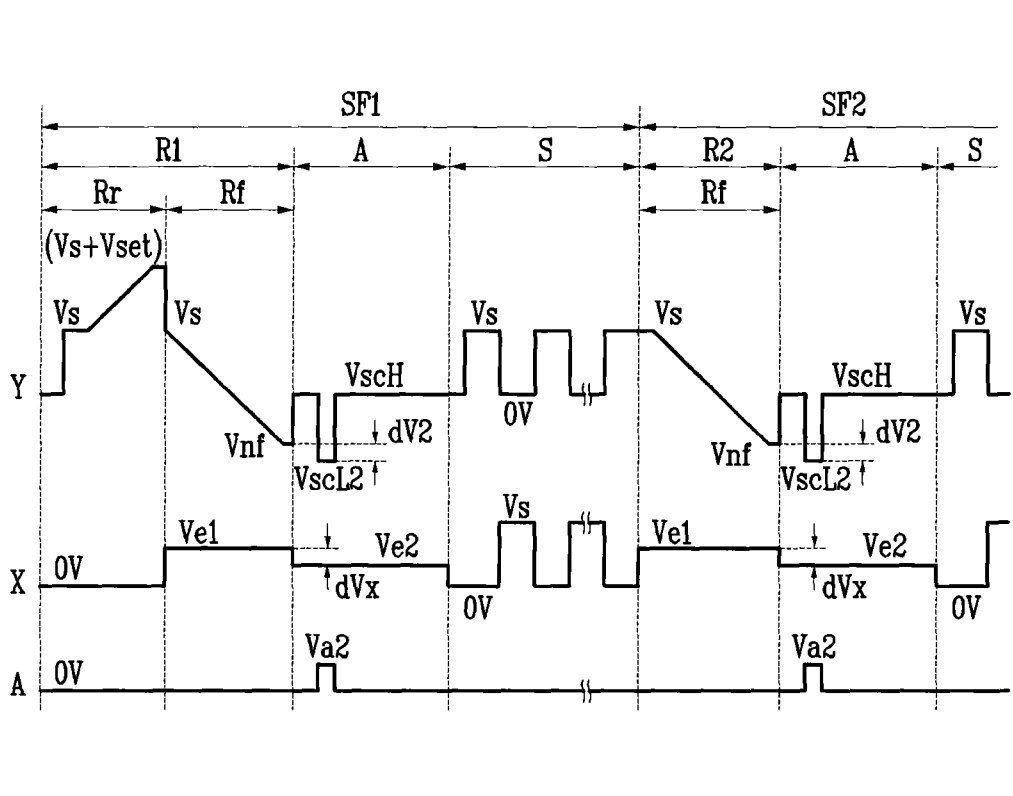 SF1 SF2
R1 A S R2 A S
Rr Rf Rf
(Vs+Vset)
Vs Vs Vs Vs Vs
Y VscH VscH
0V
Vnf dV2 Vnf dV2
VscL2 VscL2
Vs
Ve1 Ve2 Ve1 Ve2
X 0V dVx dVx
0V 0V
Va2 Va2
A 0V